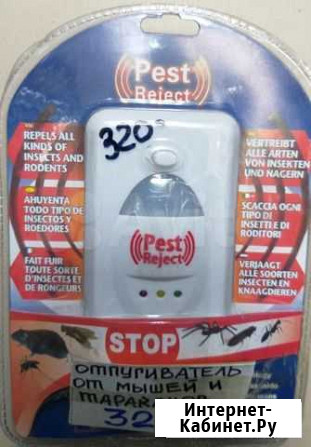 Pest
Reject
320
REPELS ALL
KINDS OF
INSECTS AND
RODENTS
VERTREIBT
ALLE ARTEN
VON INSEKTEN
UND NAGERN
AHUYENTA
TODO TIPO DE
INSECTOS Y
ROEDORES
SCACCIA OGNI
TIPO DE
INSETTI E DI
RODITORI
FAIT FUIR
TOUTE SORTE
D'INSECTES ET
DE RONGEURS
VERJAAGT
ALLE SOORTEN
INSECTEN EN
KNAAGDIEREN
Pest
Reject
STOP
ОТПУГИВАТЕЛЬ
ОТ МЫШЕЙ И
32
Интернет-
Кабинет.Ру